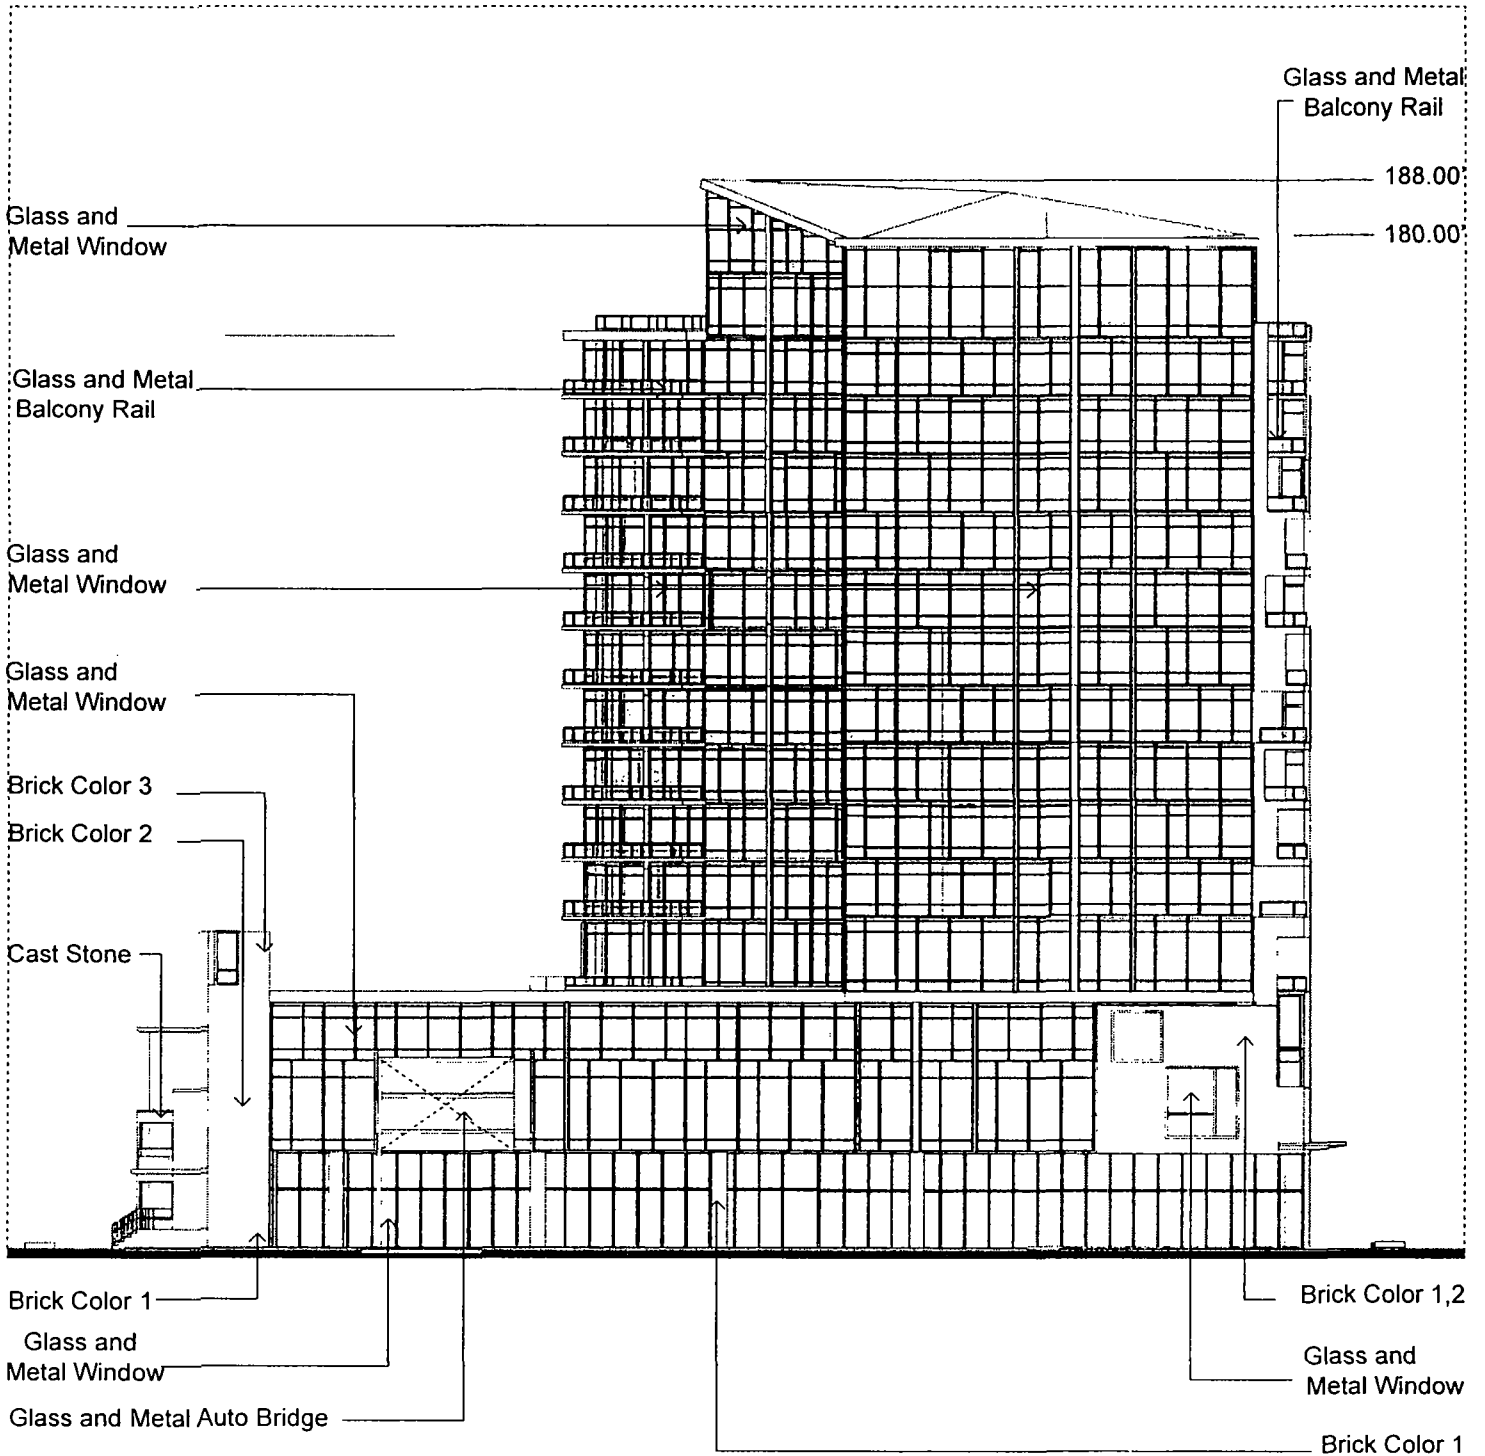 Glass and Metal
Balcony Rail
188.00'
Glass and
Metal Window
180.00'
Glass and Metal
Balcony Rail
Glass and
Metal Window
Glass and
Metal Window
Brick Color 3
Brick Color 2
Cast Stone
Brick Color 1
Brick Color 1,2
Glass and
Metal Window
Glass and
Metal Window
Glass and Metal Auto Bridge
Brick Color 1